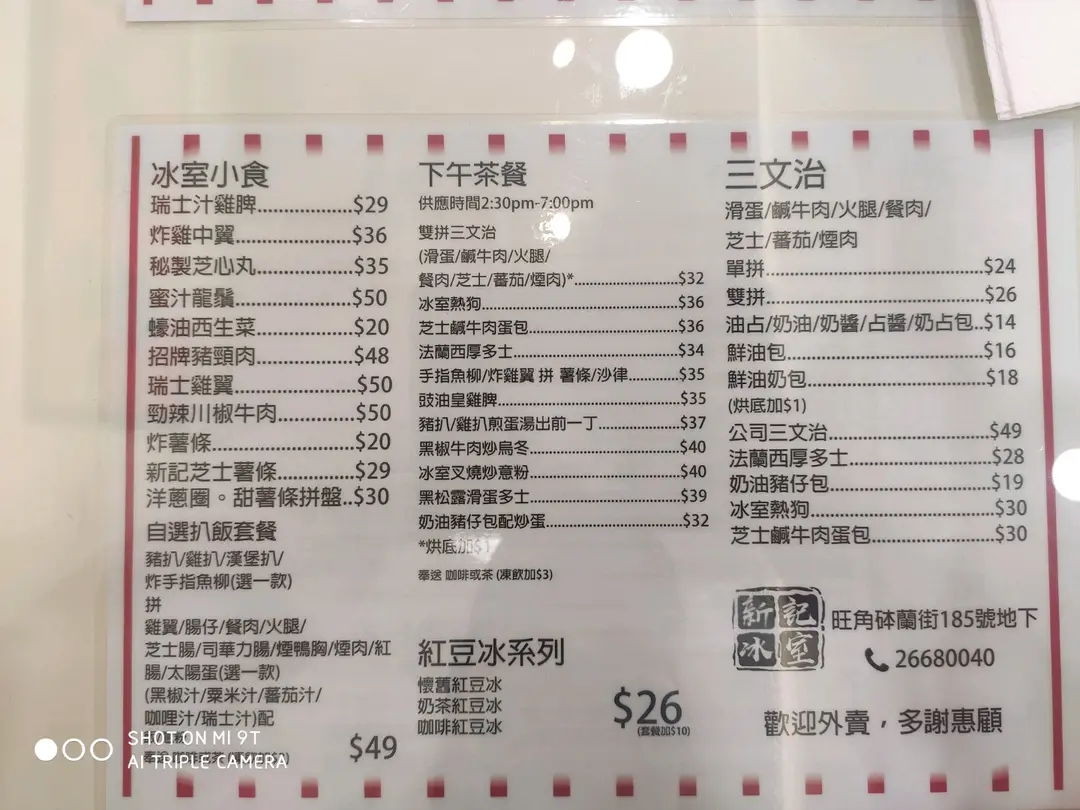 冰室小食
瑞士汁雞脾....................$29
炸雞中翼........................$36
秘製芝心丸....................$35
蜜汁龍鬚........................$50
蠔油西生菜....................$20
招牌豬頸肉....................$48
瑞士雞翼........................$50
勁辣川椒牛肉................$50
炸薯條............................$20
新記芝士薯條................$29
洋蔥圈。甜薯條拼盤..$30
自選扒飯套餐
豬扒/雞扒/漢堡扒/
炸手指魚柳(選一款)
拼
雞翼/腸仔/餐肉/火腿/
芝士腸/司華力腸/煙鴨胸/煙肉/紅
腸/太陽蛋(選一款)
(黑椒汁/粟米汁/蕃茄汁/
咖哩汁/瑞士汁)配
$49
下午茶餐
供應時間2:30pm-7:00pm
雙拼三文治
(滑蛋/鹹牛肉/火腿/
餐肉/芝士/蕃茄/煙肉)*..........................$32
冰室熱狗..................................................$36
芝士鹹牛肉蛋包......................................$36
法蘭西厚多士..........................................$34
手指魚柳/炸雞翼 拼 薯條/沙律............$35
豉油皇雞脾..............................................$35
豬扒/雞扒煎蛋湯出前一丁....................$37
黑椒牛肉炒烏冬......................................$40
冰室叉燒炒意粉......................................$40
黑松露滑蛋多士......................................$39
奶油豬仔包配炒蛋..................................$32
*烘底加$1
奉送 咖啡或茶 (凍飲加$3)
紅豆冰系列
懷舊紅豆冰
奶茶紅豆冰
咖啡紅豆冰
$26
(套餐加$10)
三文治
滑蛋/鹹牛肉/火腿/餐肉/
芝士/蕃茄/煙肉
單拼..................................................$24
雙拼..................................................$26
油占/奶油/奶醬/占醬/奶占包..$14
鮮油包..............................................$16
鮮油奶包..........................................$18
(烘底加$1)
公司三文治......................................$49
法蘭西厚多士..................................$28
奶油豬仔包......................................$19
冰室熱狗..........................................$30
芝士鹹牛肉蛋包..............................$30
新記
冰室
旺角砵蘭街185號地下
26680040
歡迎外賣，多謝惠顧
SHOT ON MI 9T
AI TRIPLE CAMERA